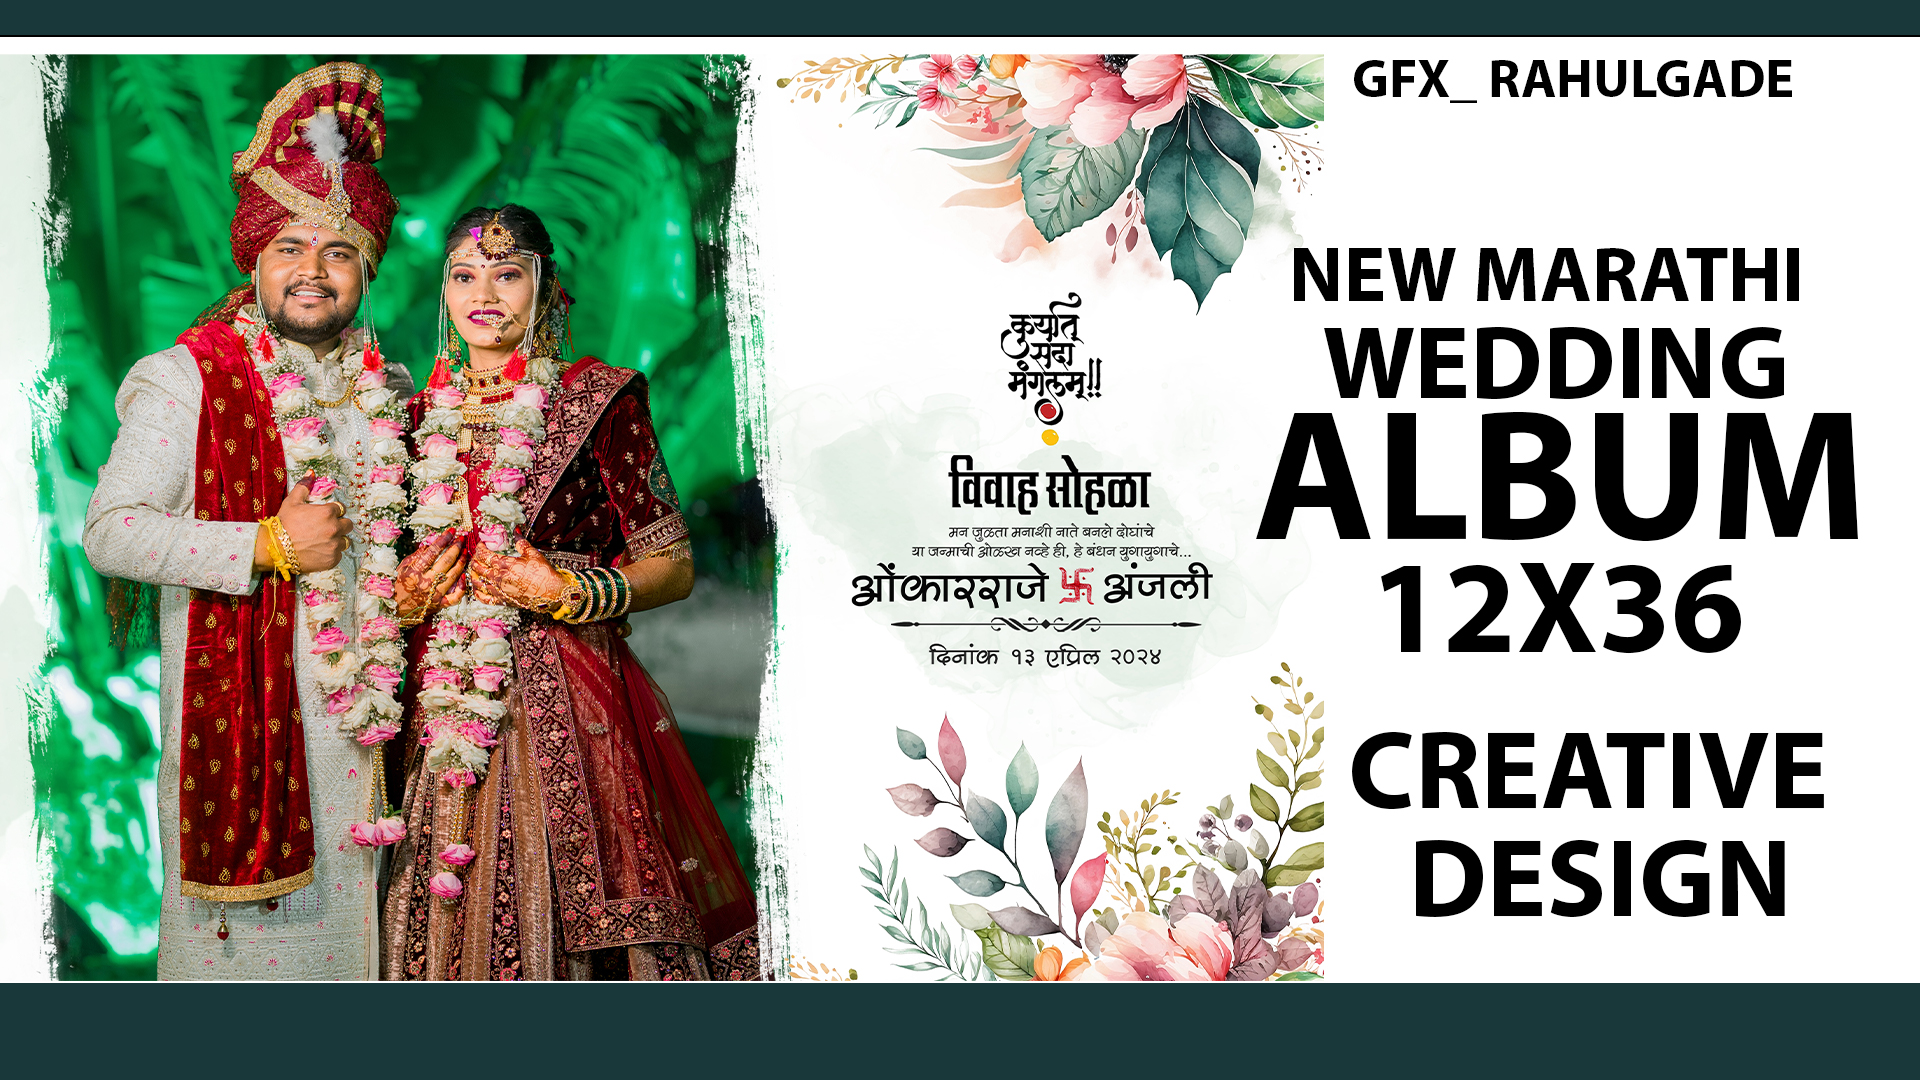 GFX_ RAHULGADE
NEW MARATHI
WEDDING
ALBUM
12X36
CREATIVE
DESIGN
कुर्यात्
सदा
मंगलम्!!
विवाह सोहळा
मन जुळता मनाशी नाते बनले दोघांचे
या जन्माची ओळख नव्हे ही, हे बंधन युगायुगाचे...
ओंकारराजे 卐 अंजली
दिनांक १३ एप्रिल २०२४